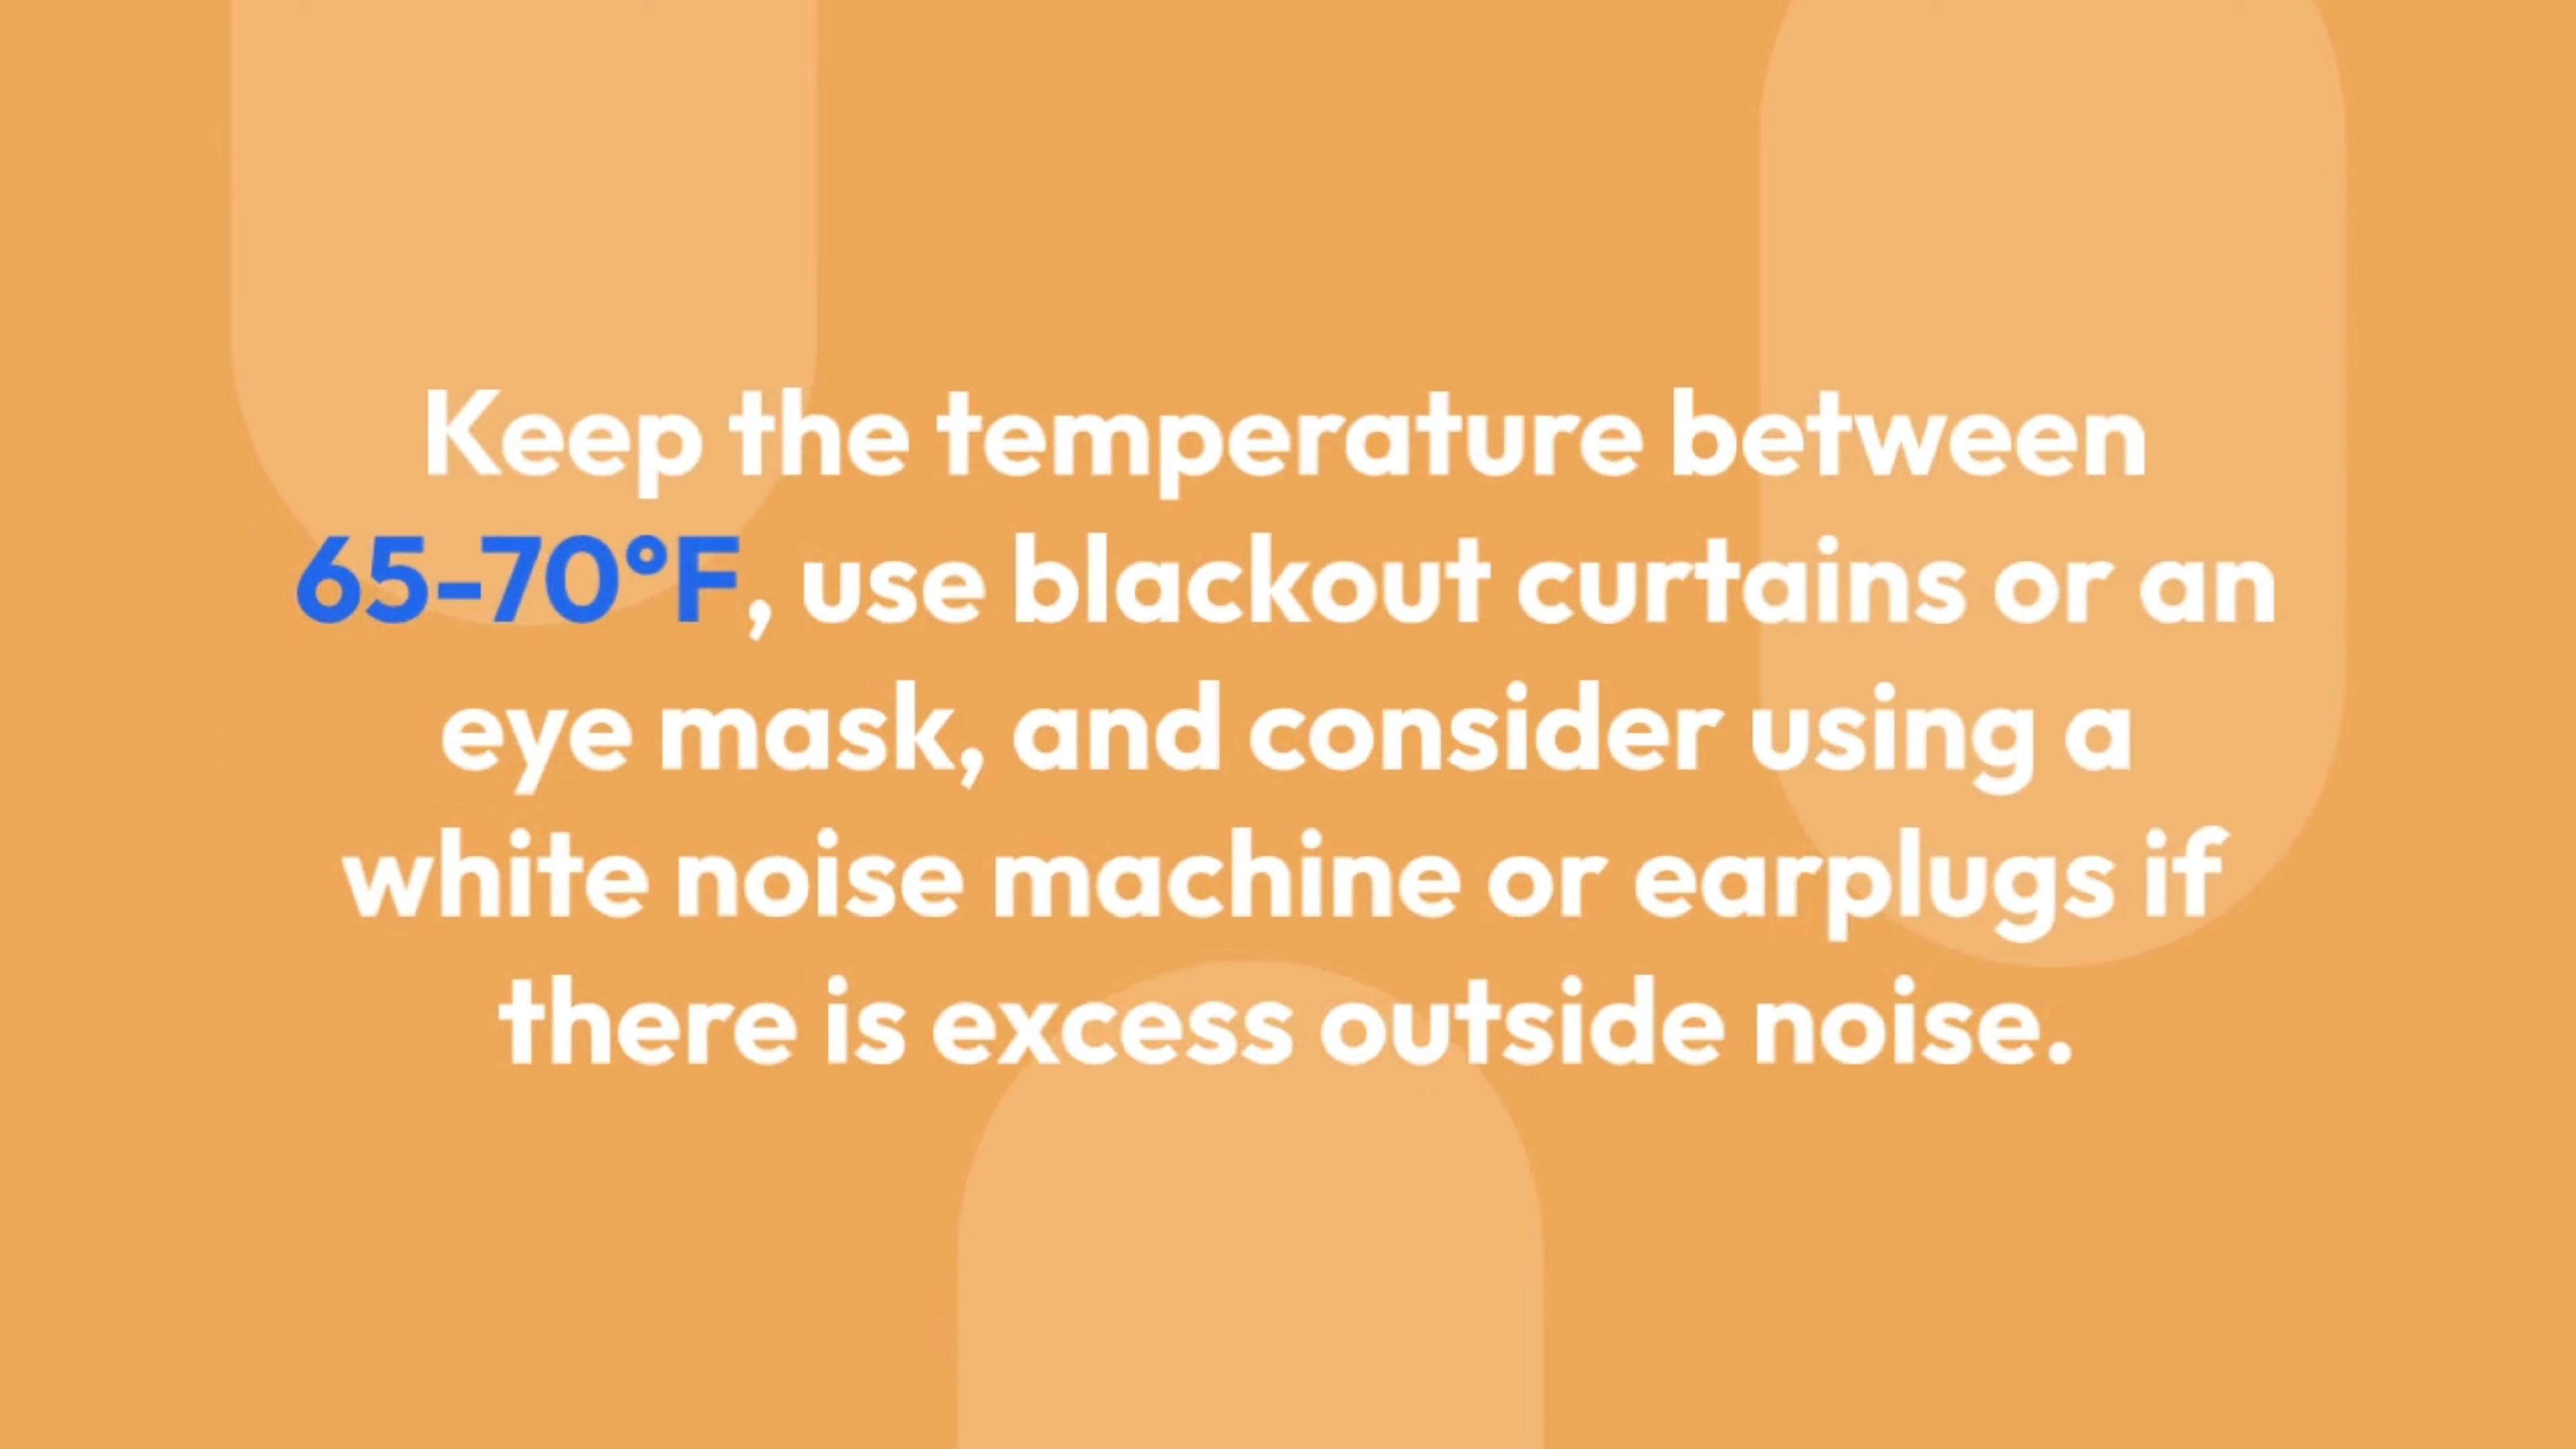 Keep the temperature between
65-70°F, use blackout curtains or an
eye mask, and consider using a
white noise machine or earplugs if
there is excess outside noise.